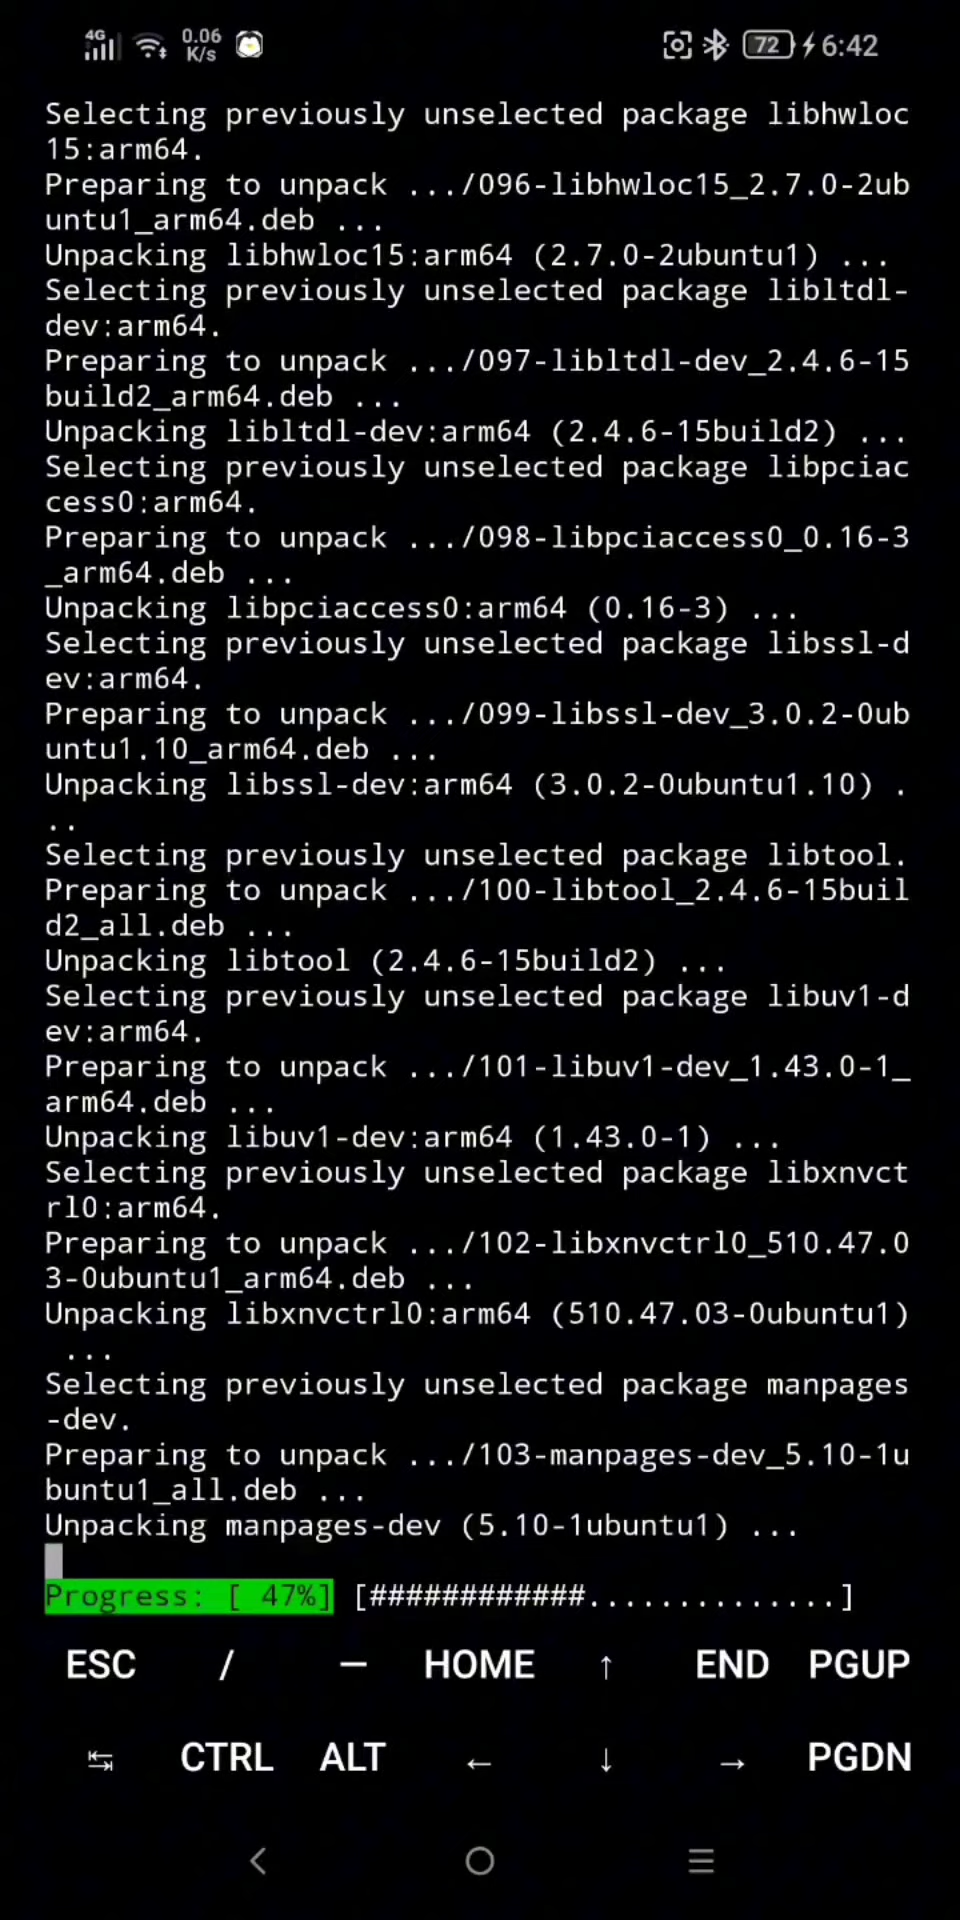 4G 0.06 K/s 72 6:42
Selecting previously unselected package libhwloc
15:arm64.
Preparing to unpack .../096-libhwloc15_2.7.0-2ub
untu1_arm64.deb ...
Unpacking libhwloc15:arm64 (2.7.0-2ubuntu1) ...
Selecting previously unselected package libltdl-
dev:arm64.
Preparing to unpack .../097-libltdl-dev_2.4.6-15
build2_arm64.deb ...
Unpacking libltdl-dev:arm64 (2.4.6-15build2) ...
Selecting previously unselected package libpciac
cess0:arm64.
Preparing to unpack .../098-libpciaccess0_0.16-3
_arm64.deb ...
Unpacking libpciaccess0:arm64 (0.16-3) ...
Selecting previously unselected package libssl-d
ev:arm64.
Preparing to unpack .../099-libssl-dev_3.0.2-0ub
untu1.10_arm64.deb ...
Unpacking libssl-dev:arm64 (3.0.2-0ubuntu1.10) .
..
Selecting previously unselected package libtool.
Preparing to unpack .../100-libtool_2.4.6-15buil
d2_all.deb ...
Unpacking libtool (2.4.6-15build2) ...
Selecting previously unselected package libuv1-d
ev:arm64.
Preparing to unpack .../101-libuv1-dev_1.43.0-1_
arm64.deb ...
Unpacking libuv1-dev:arm64 (1.43.0-1) ...
Selecting previously unselected package libxnvct
rl0:arm64.
Preparing to unpack .../102-libxnvctrl0_510.47.0
3-0ubuntu1_arm64.deb ...
Unpacking libxnvctrl0:arm64 (510.47.03-0ubuntu1)
 ...
Selecting previously unselected package manpages
-dev.
Preparing to unpack .../103-manpages-dev_5.10-1u
buntu1_all.deb ...
Unpacking manpages-dev (5.10-1ubuntu1) ...
Progress: [ 47%] [############..............]
ESC / — HOME ↑ END PGUP
↹ CTRL ALT ← ↓ → PGDN